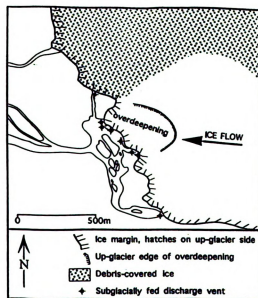 overdeepening
ICE FLOW
0
500m
N
Ice margin, hatches on up-glacier side
Up-glacier edge of overdeepening
Debris-covered ice
Subglacially fed discharge vent